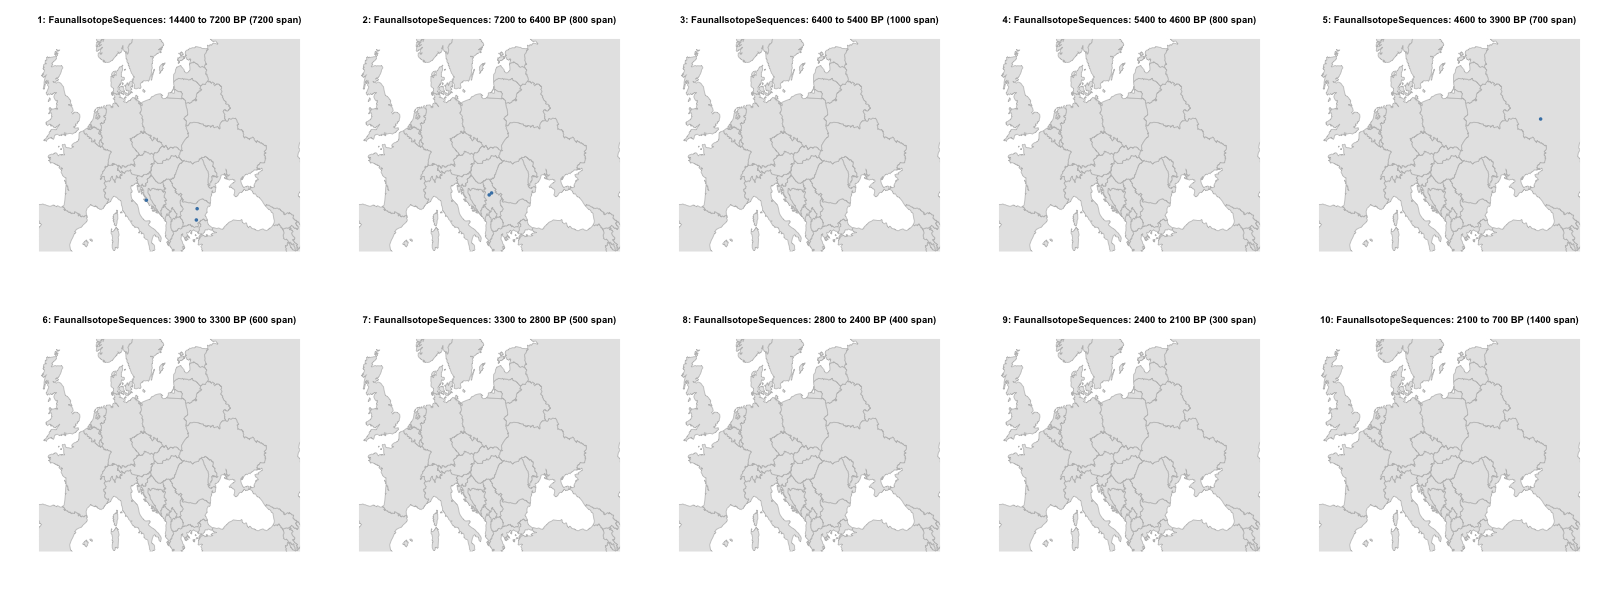 1: FaunalIsotopeSequences: 14400 to 7200 BP (7200 span)
2: FaunalIsotopeSequences: 7200 to 6400 BP (800 span)
3: FaunalIsotopeSequences: 6400 to 5400 BP (1000 span)
4: FaunalIsotopeSequences: 5400 to 4600 BP (800 span)
5: FaunalIsotopeSequences: 4600 to 3900 BP (700 span)
6: FaunalIsotopeSequences: 3900 to 3300 BP (600 span)
7: FaunalIsotopeSequences: 3300 to 2800 BP (500 span)
8: FaunalIsotopeSequences: 2800 to 2400 BP (400 span)
9: FaunalIsotopeSequences: 2400 to 2100 BP (300 span)
10: FaunalIsotopeSequences: 2100 to 700 BP (1400 span)